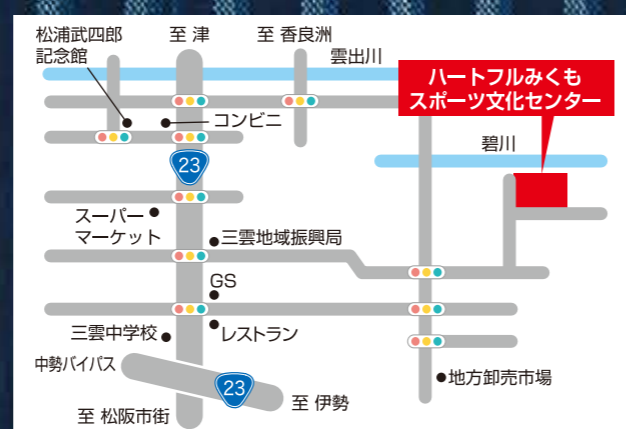 松浦武四郎
記念館
至 津
至 香良洲
雲出川
ハートフルみくも
スポーツ文化センター
コンビニ
碧川
23
スーパー
マーケット
三雲地域振興局
GS
三雲中学校
レストラン
中勢バイパス
23
至 伊勢
地方卸売市場
至 松阪市街